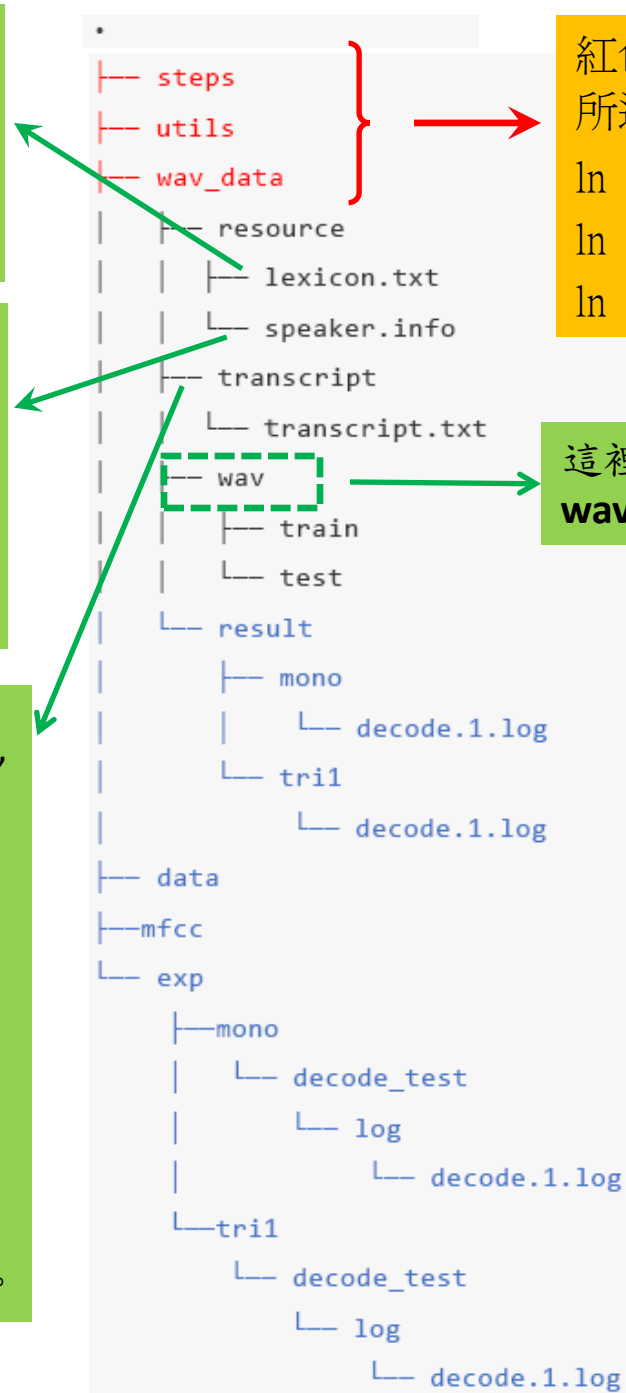 .
├── steps
├── utils
├── wav_data
│   ├── resource
│   │   ├── lexicon.txt
│   │   └── speaker.info
│   ├── transcript
│   │   └── transcript.txt
│   ├── wav
│   │   ├── train
│   │   └── test
│   └── result
│       ├── mono
│       │   └── decode.1.log
│       └── tri1
│           └── decode.1.log
├── data
├──mfcc
└── exp
    ├──mono
    │   └── decode_test
    │       └── log
    │           └── decode.1.log
    └──tri1
        └── decode_test
            └── log
                └── decode.1.log
紅
所
ln
ln
ln
這裡
wav
,
。